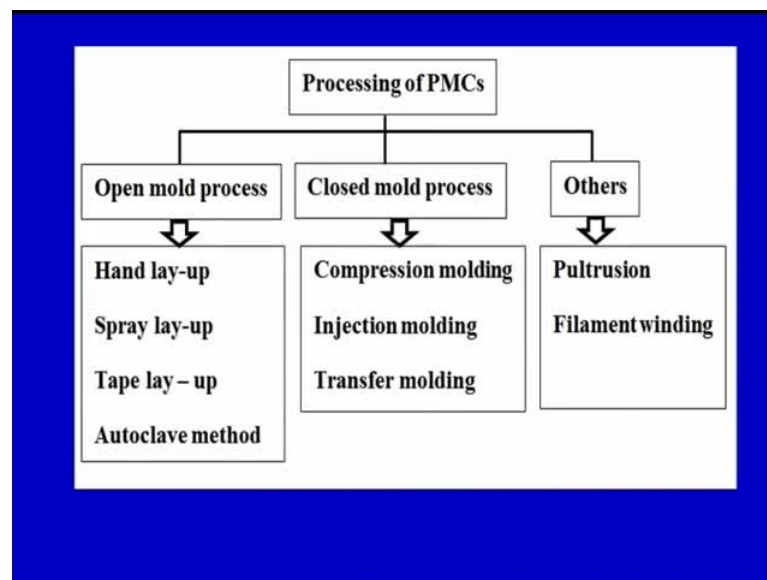 Processing of PMCs
Open mold process
Closed mold process
Others
Hand lay-up
Spray lay-up
Tape lay – up
Autoclave method
Compression molding
Injection molding
Transfer molding
Pultrusion
Filament winding